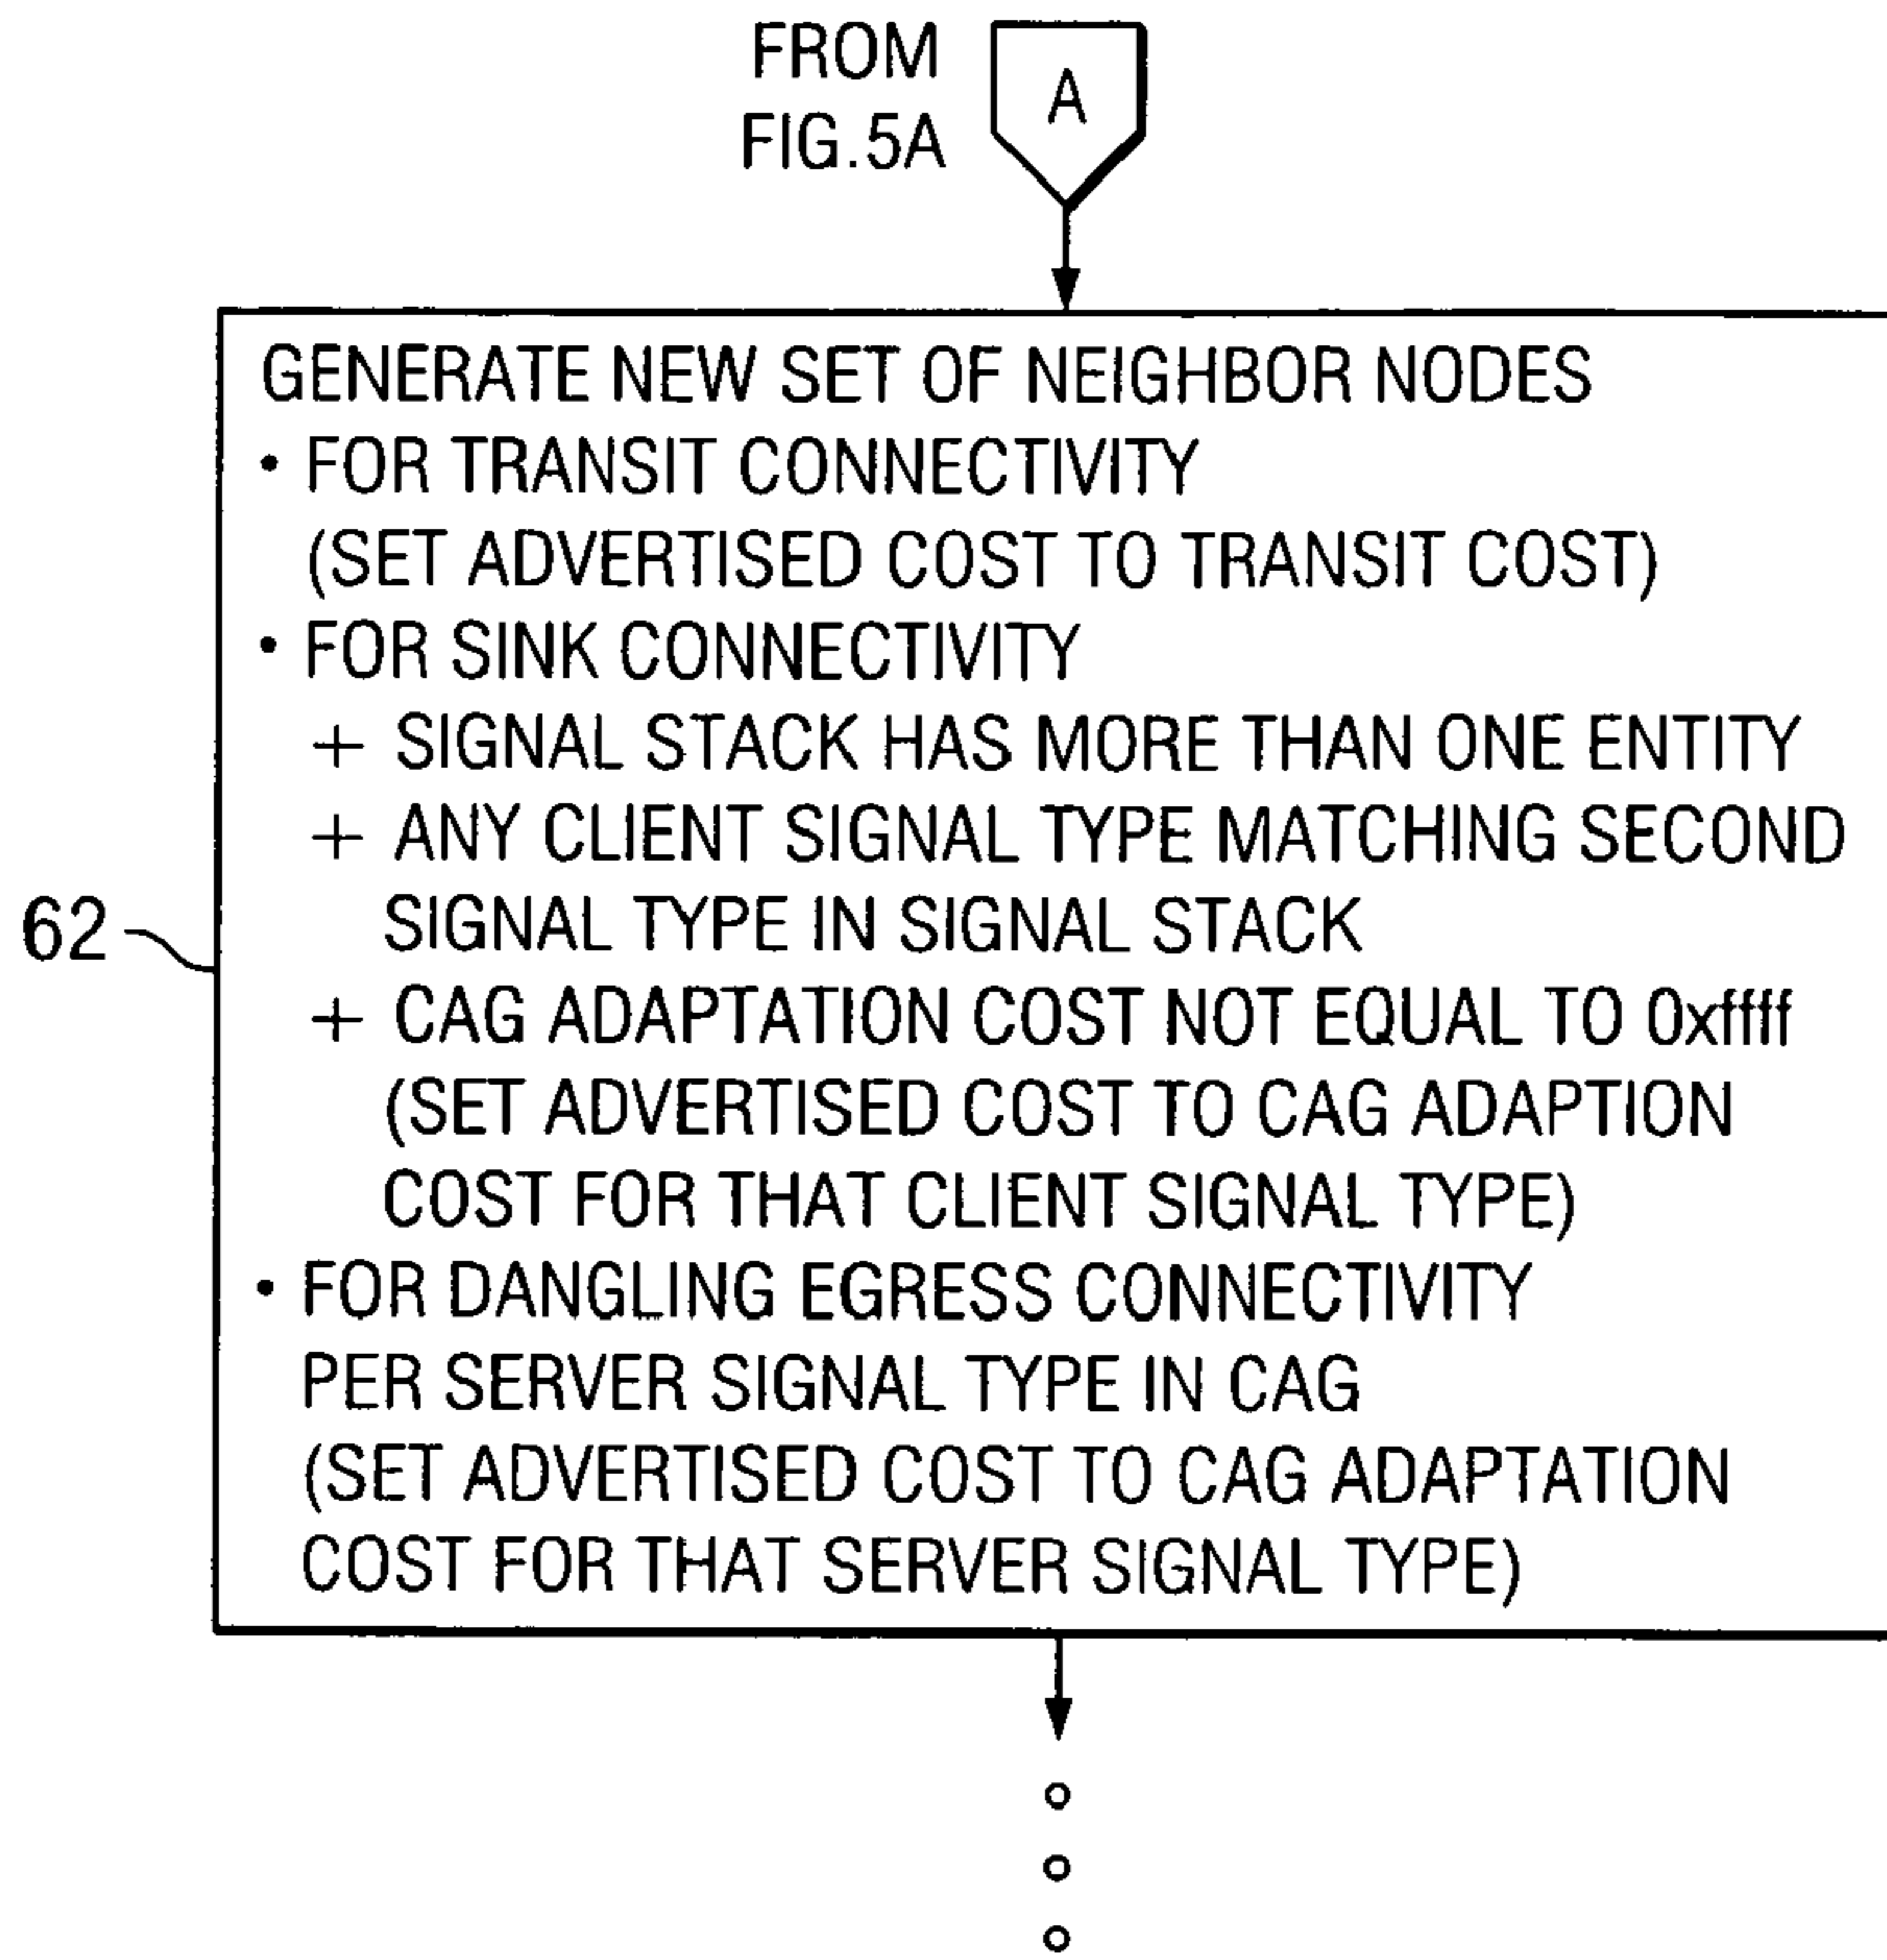 FROM
FIG.5A
A
GENERATE NEW SET OF NEIGHBOR NODES
• FOR TRANSIT CONNECTIVITY
(SET ADVERTISED COST TO TRANSIT COST)
• FOR SINK CONNECTIVITY
+ SIGNAL STACK HAS MORE THAN ONE ENTITY
+ ANY CLIENT SIGNAL TYPE MATCHING SECOND
SIGNAL TYPE IN SIGNAL STACK
+ CAG ADAPTATION COST NOT EQUAL TO 0xffff
(SET ADVERTISED COST TO CAG ADAPTION
COST FOR THAT CLIENT SIGNAL TYPE)
• FOR DANGLING EGRESS CONNECTIVITY
PER SERVER SIGNAL TYPE IN CAG
(SET ADVERTISED COST TO CAG ADAPTATION
COST FOR THAT SERVER SIGNAL TYPE)
62